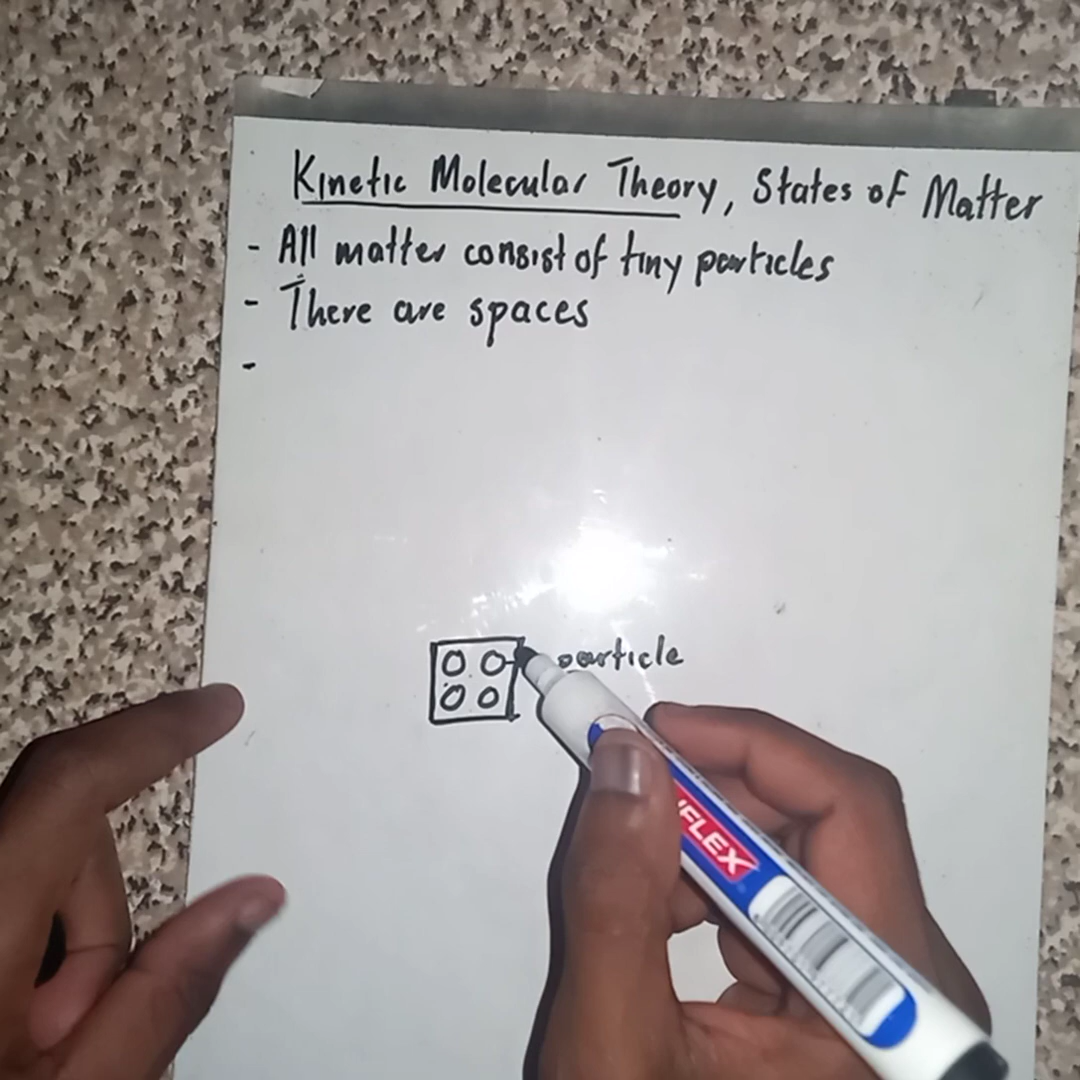 Kinetic Molecular Theory, States of Matter
- All matter consist of tiny particles
- There are spaces
-
particle
FLEX